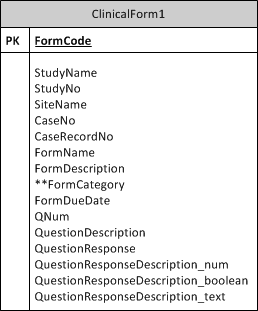 ClinicalForm1
PK FormCode
StudyName
StudyNo
SiteName
CaseNo
CaseRecordNo
FormName
FormDescription
**FormCategory
FormDueDate
QNum
QuestionDescription
QuestionResponse
QuestionResponseDescription_num
QuestionResponseDescription_boolean
QuestionResponseDescription_text